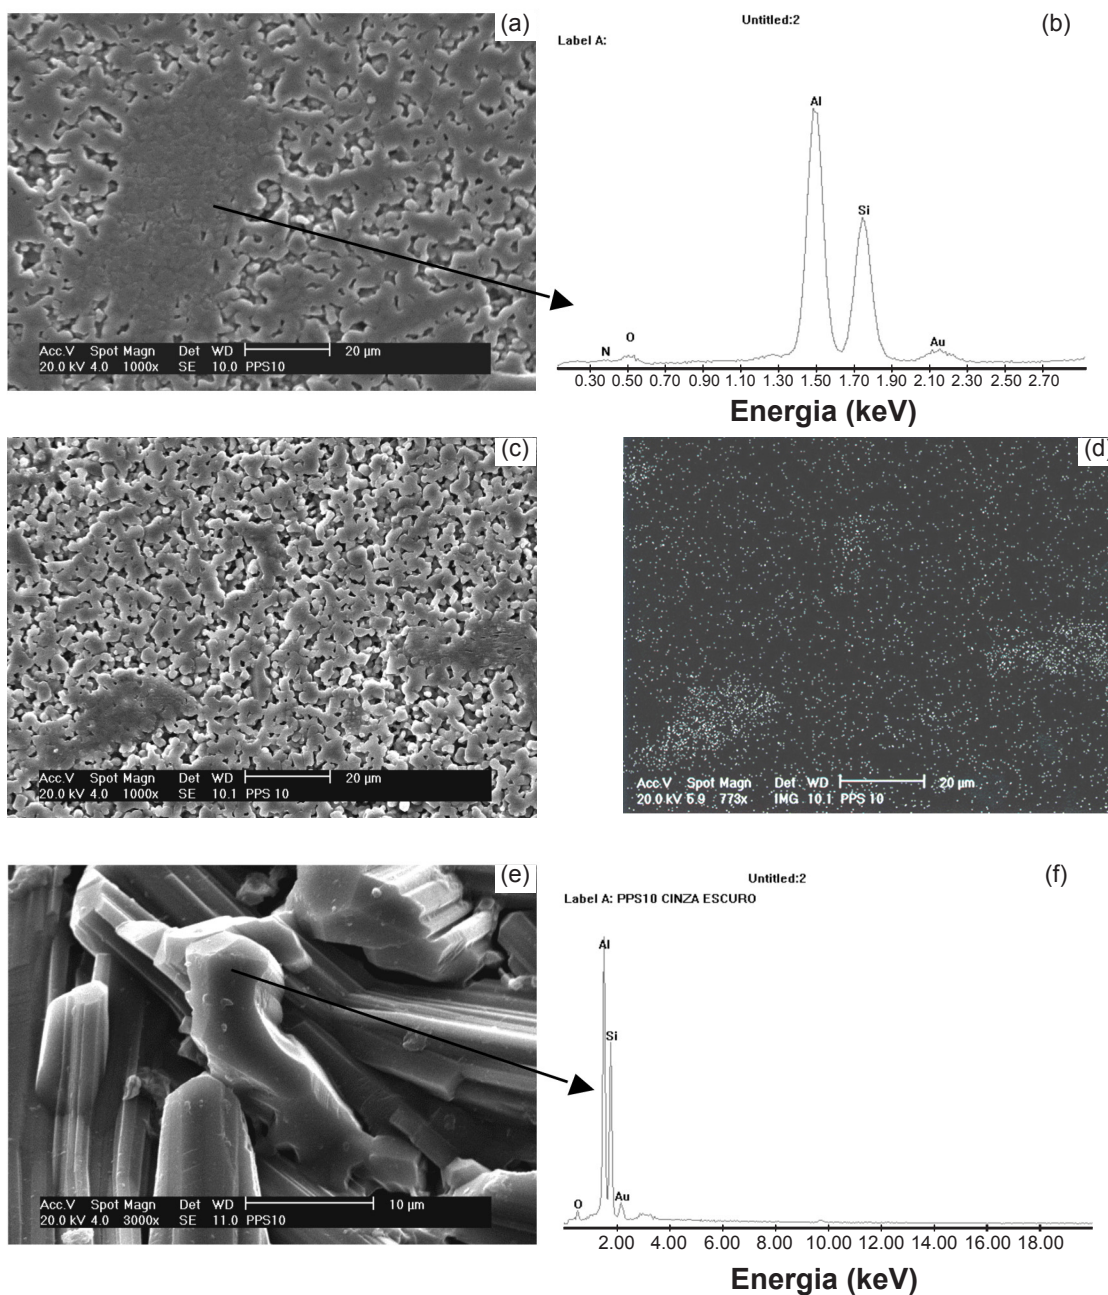 (a)
Acc.V Spot Magn Det WD 20 µm
20.0 kV 4.0 1000x SE 10.0 PPS10
Untitled:2
(b)
Label A:
Al
Si
O
N
Au
0.30 0.50 0.70 0.90 1.10 1.30 1.50 1.70 1.90 2.10 2.30 2.50 2.70
Energia (keV)
(c)
Acc.V Spot Magn Det WD 20 µm
20.0 kV 4.0 1000x SE 10.1 PPS 10
(d)
Acc.V Spot Magn Det WD 20 µm
20.0 kV 5.9 773x IMG 10.1 PPS 10
(e)
Acc.V Spot Magn Det WD 10 µm
20.0 kV 4.0 3000x SE 11.0 PPS10
Untitled:2
(f)
Label A: PPS10 CINZA ESCURO
Al
Si
O
Au
2.00 4.00 6.00 8.00 10.00 12.00 14.00 16.00 18.00
Energia (keV)